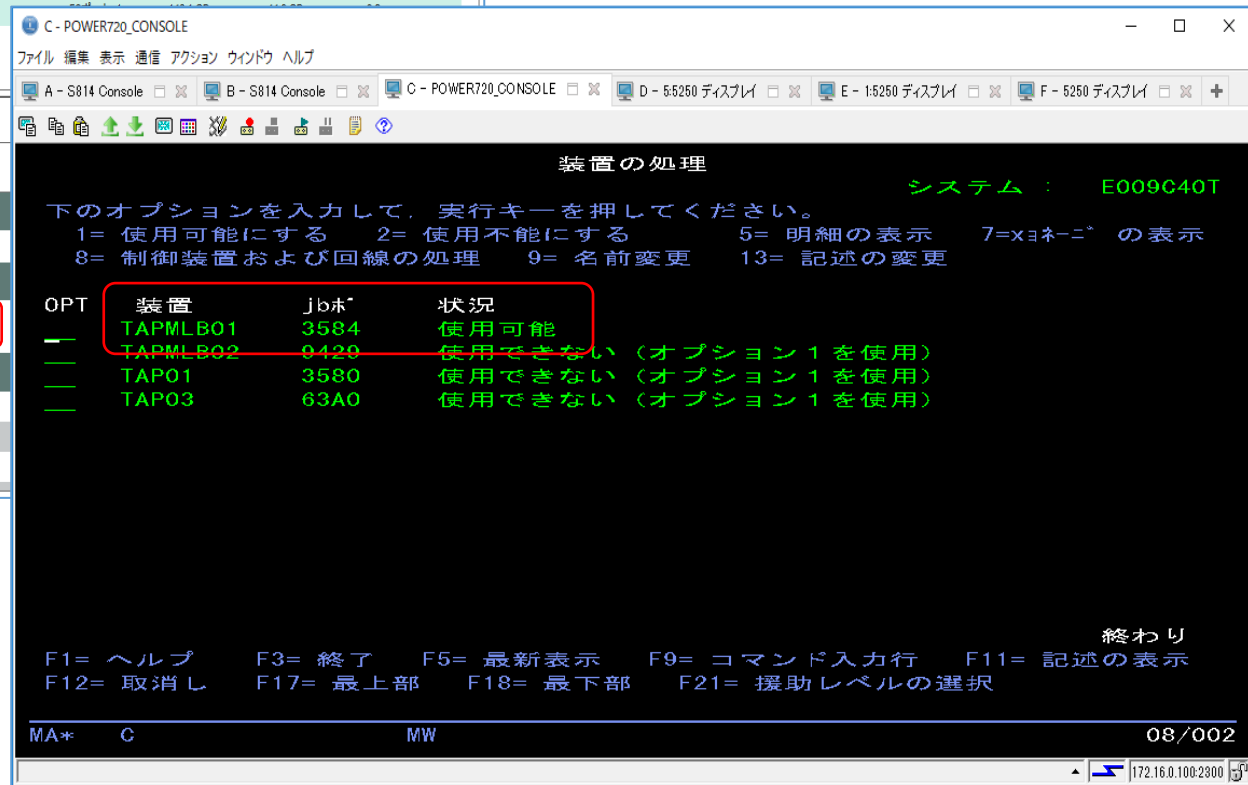 C - POWER720_CONSOLE
ファイル 編集 表示 通信 アクション ウィンドウ ヘルプ
A - S814 Console B - S814 Console C - POWER720_CONSOLE D - 5:5250 ディスプレイ E - 1:5250 ディスプレイ F - 5250 ディスプレイ
装置の処理
システム : E009C40T
下のオプションを入力して, 実行キーを押してください。
1= 使用可能にする 2= 使用不能にする 5= 明細の表示 7=xョネーニ゛ の表示
8= 制御装置および回線の処理 9= 名前変更 13= 記述の変更
OPT 装置 jbホ゛ 状況
TAPMLB01 3584 使用可能
TAPMLB02 9429 使用できない (オプション1を使用)
TAP01 3580 使用できない (オプション1を使用)
TAP03 63A0 使用できない (オプション1を使用)
終わり
F1= ヘルプ F3= 終了 F5= 最新表示 F9= コマンド入力行 F11= 記述の表示
F12= 取消し F17= 最上部 F18= 最下部 F21= 援助レベルの選択
MA* C MW 08/002
172.16.0.100:2300